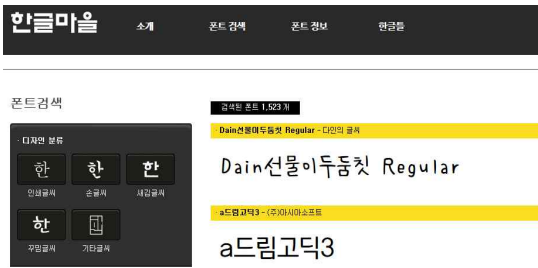 한글마을
소개 폰트 검색 폰트 정보 한글틀
폰트검색
검색된 폰트 1,523 개
· 디자인 분류
한 한 한
인쇄글씨 손글씨 새김글씨
한
꾸밈글씨 기타글씨
· Dain선물이두둠칫 Regular - 다인의 글씨
Dain선물이두둠칫 Regular
· a드림고딕3 - (주)아시아소프트
a드림고딕3